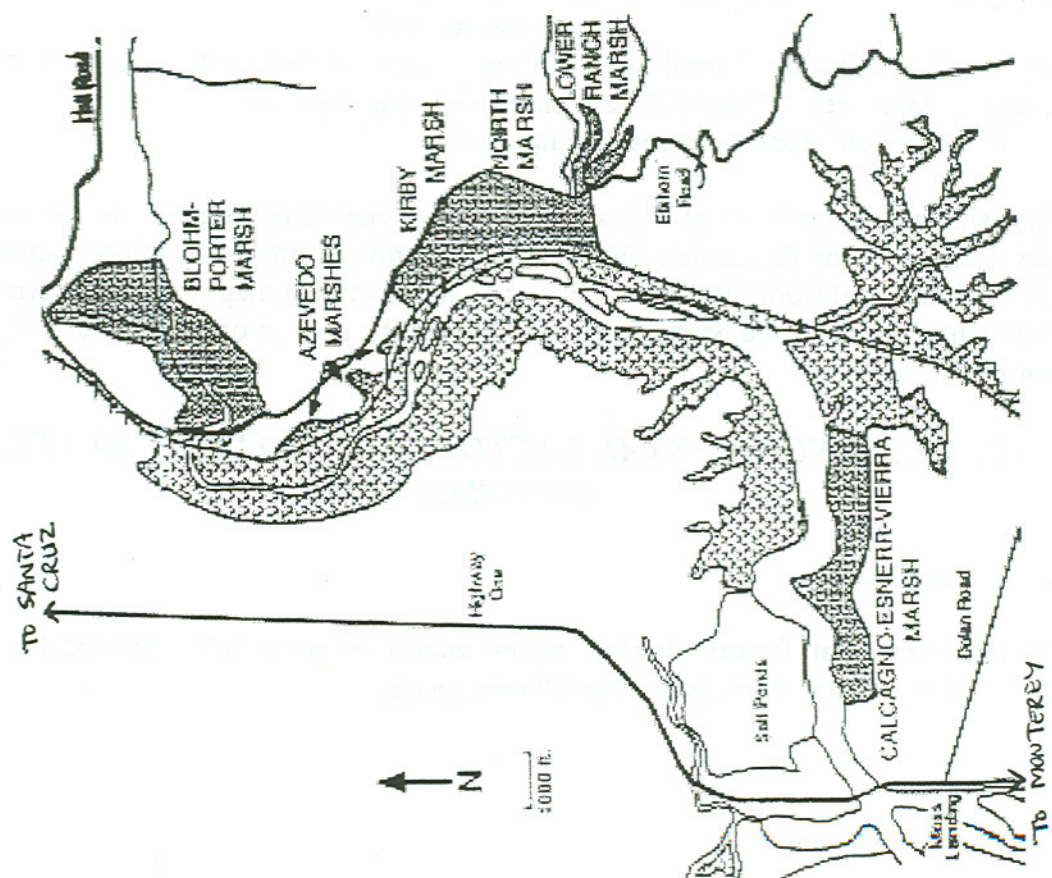 Hall Road
BLOHM-
PORTER
MARSH
AZEVEDO
MARSHES
KIRBY
MARSH
NORTH
MARSH
LOWER
RANCH
MARSH
Elkhorn
Road
TO SANTA
CRUZ
Highway
One
N
1000 ft.
Salt Ponds
CALCAGNO-ESNERR-VIERRA
MARSH
Dolan Road
Moss
Landing
TO MONTEREY